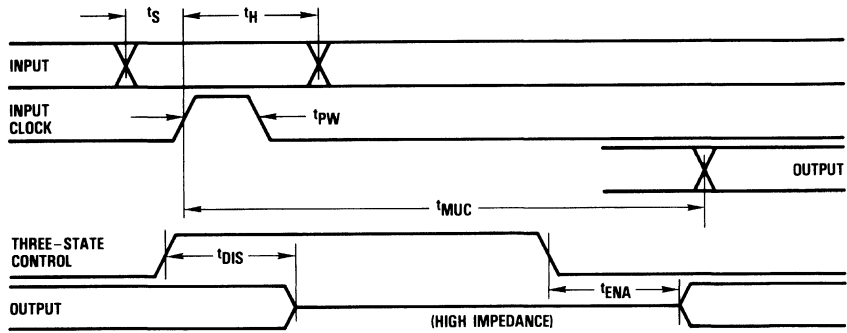 tS
tH
INPUT
INPUT
CLOCK
tPW
OUTPUT
tMUC
THREE-STATE
CONTROL
tDIS
tENA
OUTPUT
(HIGH IMPEDANCE)